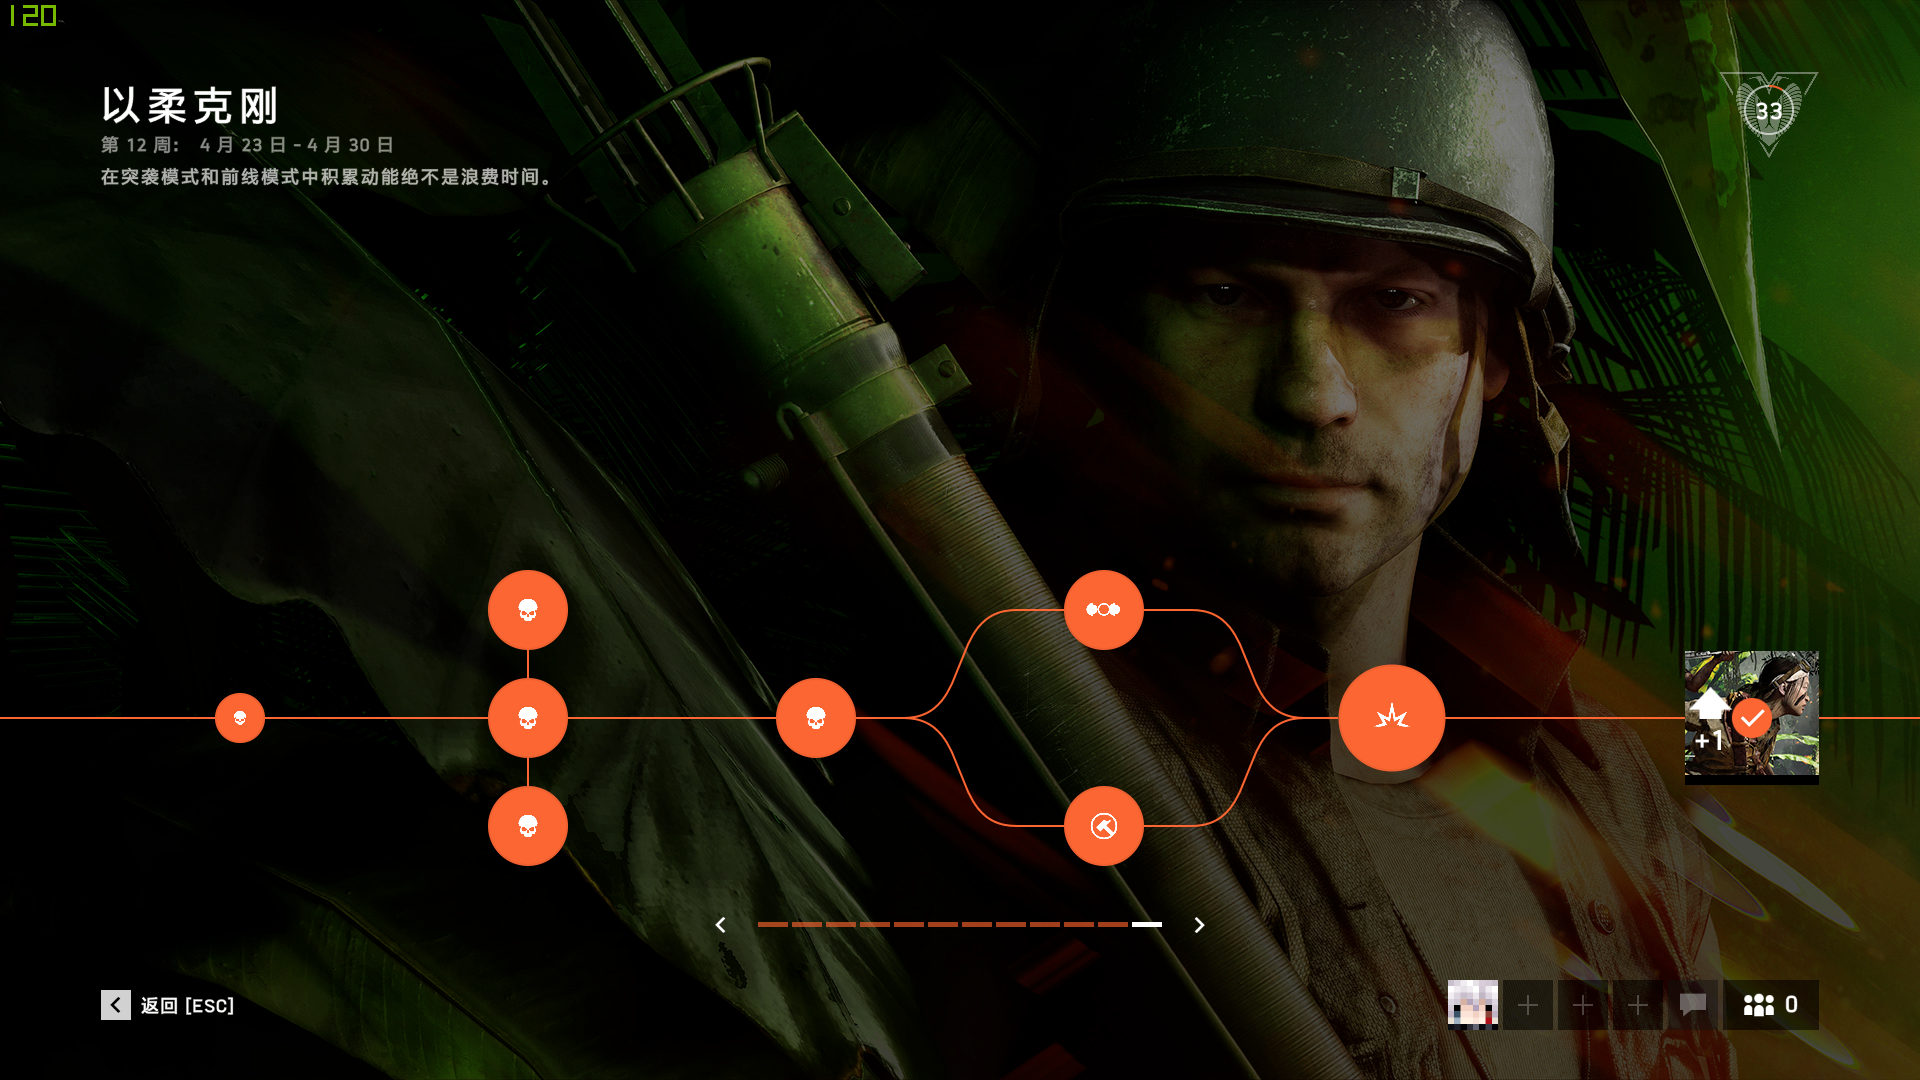 120
以柔克刚
33
第 12 周: 4 月 23 日 - 4 月 30 日
在突袭模式和前线模式中积累动能绝不是浪费时间。
+1
返回 [ESC]
0